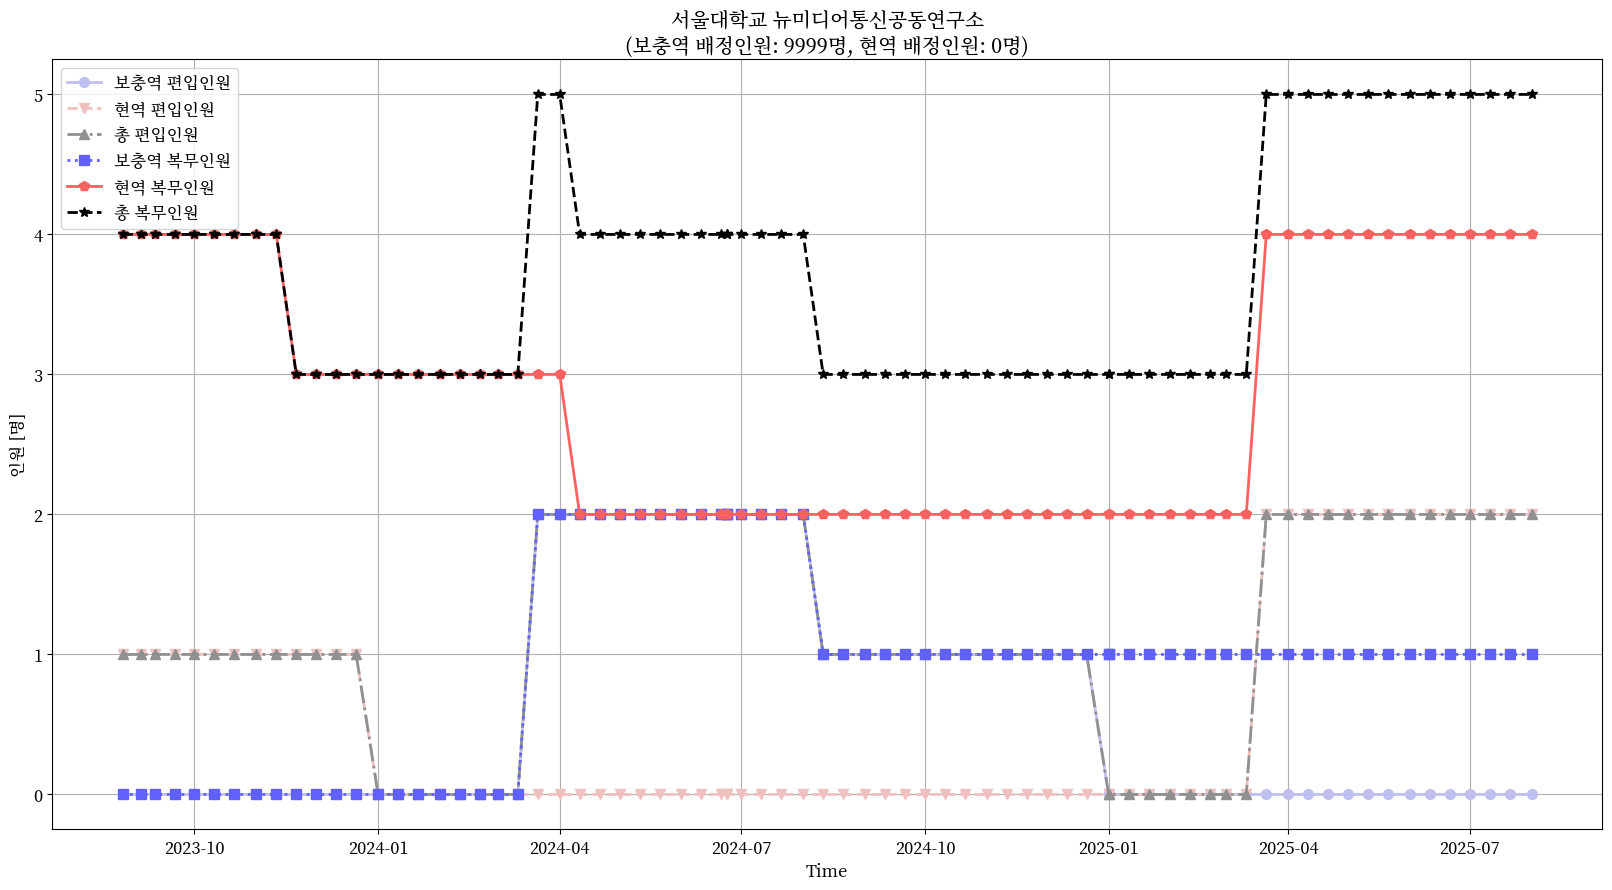 서울대학교 뉴미디어통신공동연구소
(보충역 배정인원: 9999명, 현역 배정인원: 0명)
보충역 편입인원
현역 편입인원
총 편입인원
보충역 복무인원
현역 복무인원
총 복무인원
5
4
3
2
1
0
인원 [명]
2023-10 2024-01 2024-04 2024-07 2024-10 2025-01 2025-04 2025-07
Time